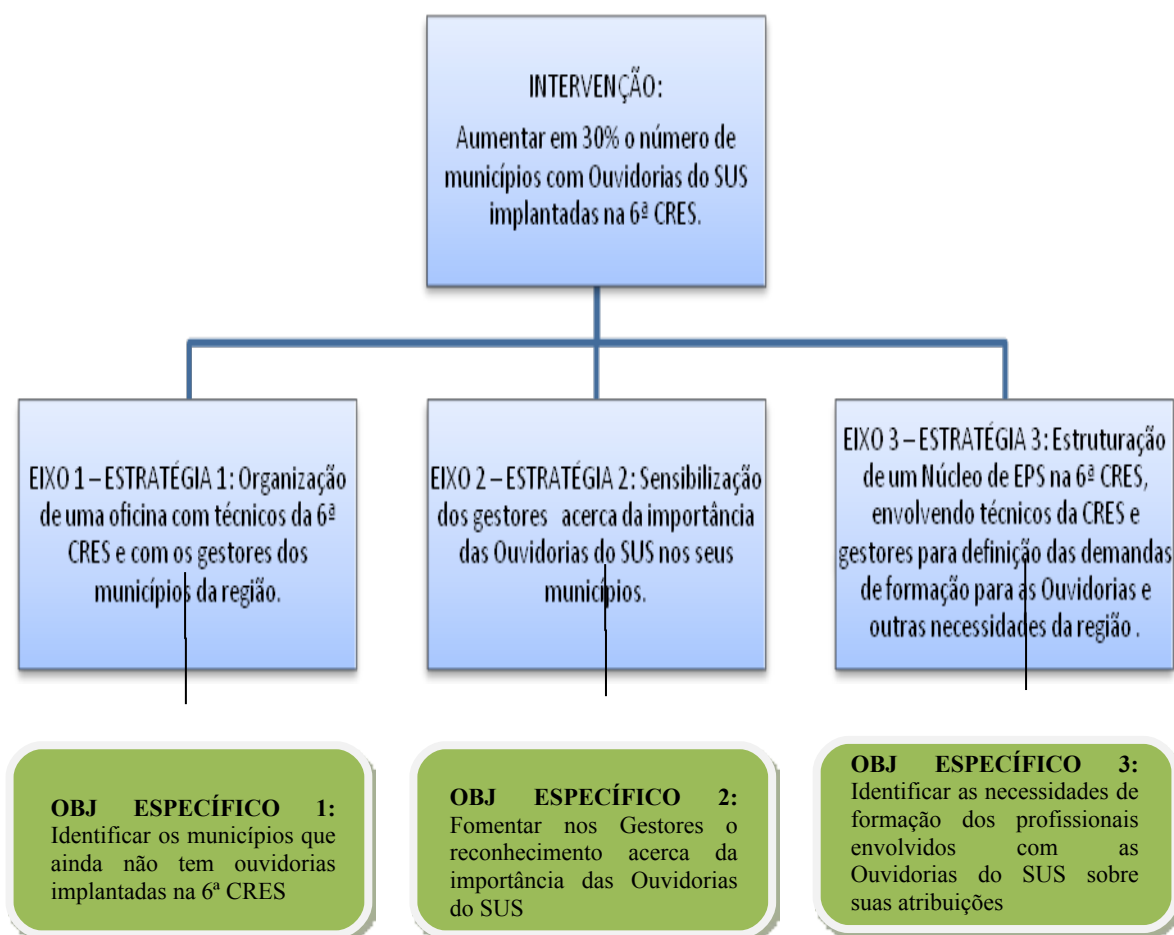 INTERVENÇÃO:
Aumentar em 30% o número de
municípios com Ouvidorias do SUS
implantadas na 6ª CRES.
EIXO 1 – ESTRATÉGIA 1: Organização
de uma oficina com técnicos da 6ª
CRES e com os gestores dos
municípios da região.
EIXO 2 – ESTRATÉGIA 2: Sensibilização
dos gestores acerca da importância
das Ouvidorias do SUS nos seus
municípios.
EIXO 3 – ESTRATÉGIA 3: Estruturação
de um Núcleo de EPS na 6ª CRES,
envolvendo técnicos da CRES e
gestores para definição das demandas
de formação para as Ouvidorias e
outras necessidades da região .
OBJ ESPECÍFICO 1:
Identificar os municípios que
ainda não tem ouvidorias
implantadas na 6ª CRES
OBJ ESPECÍFICO 2:
Fomentar nos Gestores o
reconhecimento acerca da
importância das Ouvidorias
do SUS
OBJ ESPECÍFICO 3:
Identificar as necessidades de
formação dos profissionais
envolvidos com as
Ouvidorias do SUS sobre
suas atribuições